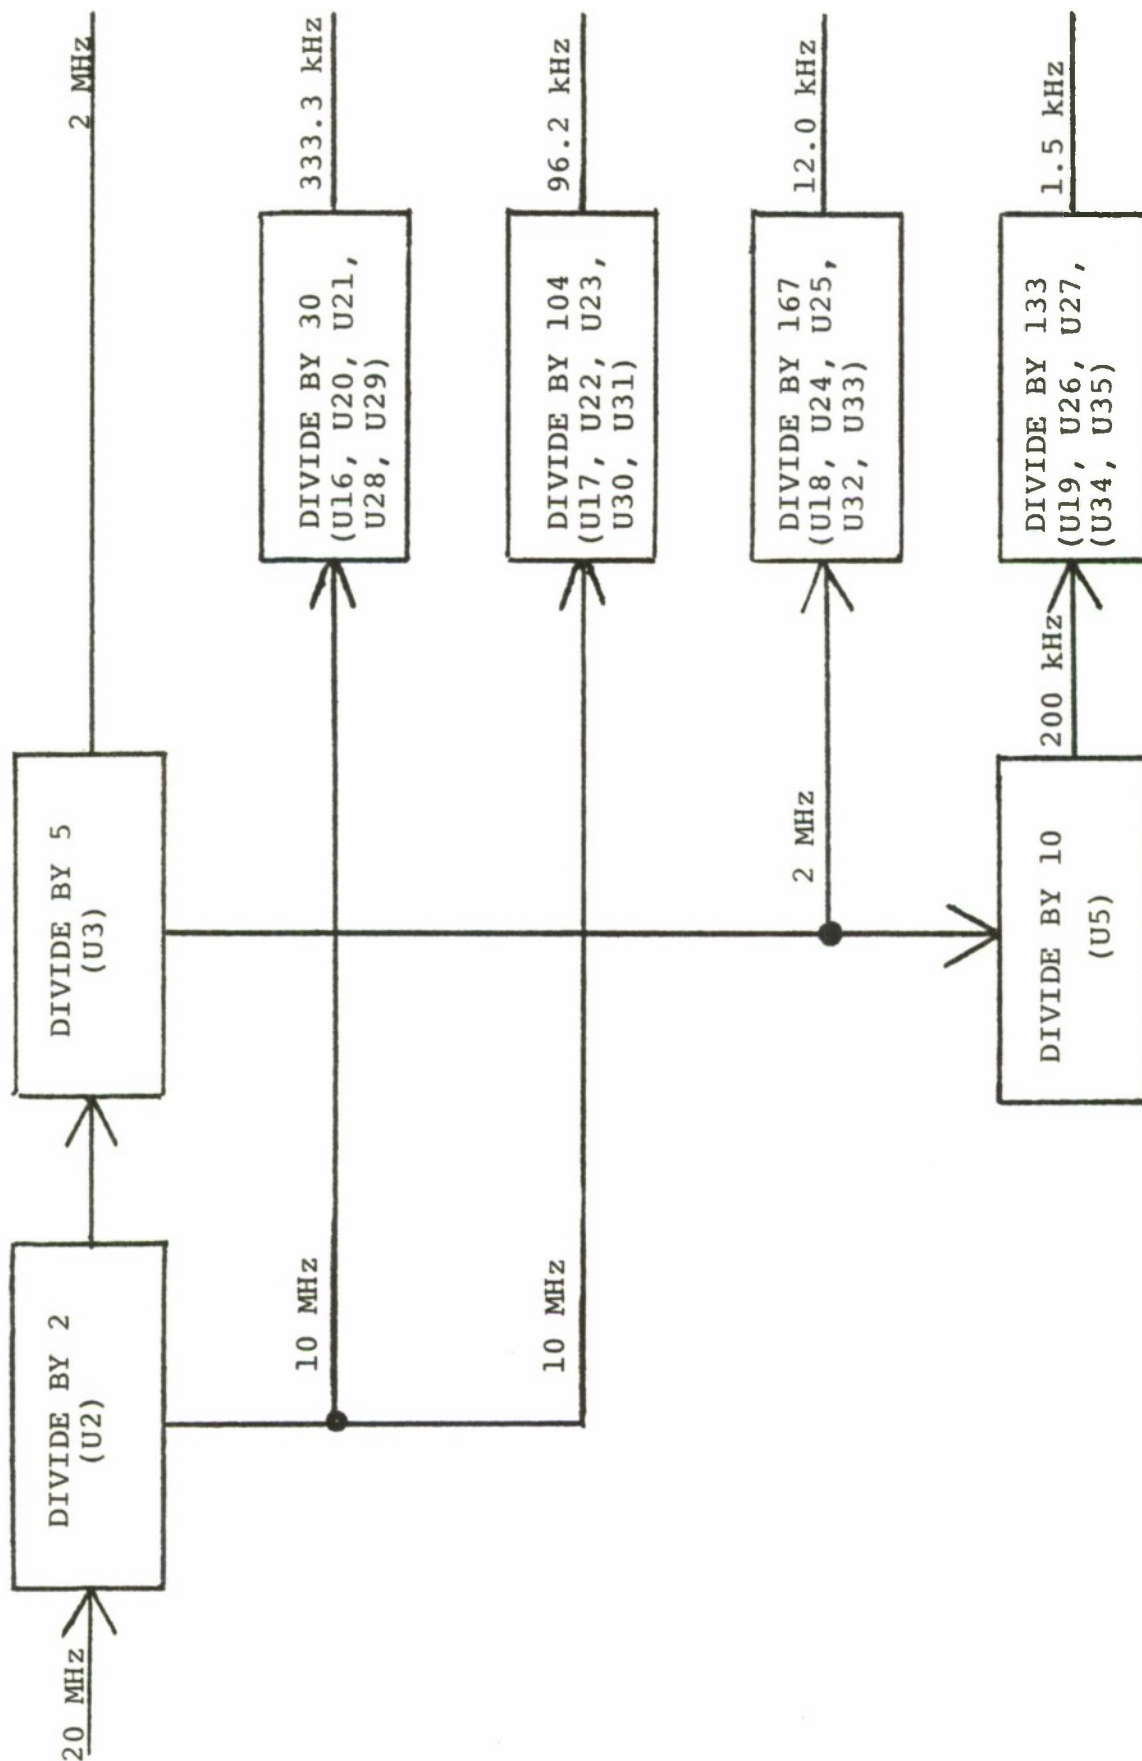 20 MHz
DIVIDE BY 2
(U2)
DIVIDE BY 5
(U3)
2 MHz
10 MHz
DIVIDE BY 30
(U16, U20, U21,
U28, U29)
333.3 kHz
10 MHz
DIVIDE BY 104
(U17, U22, U23,
U30, U31)
96.2 kHz
2 MHz
DIVIDE BY 167
(U18, U24, U25,
U32, U33)
12.0 kHz
DIVIDE BY 10
(U5)
200 kHz
DIVIDE BY 133
(U19, U26, U27,
(U34, U35)
1.5 kHz